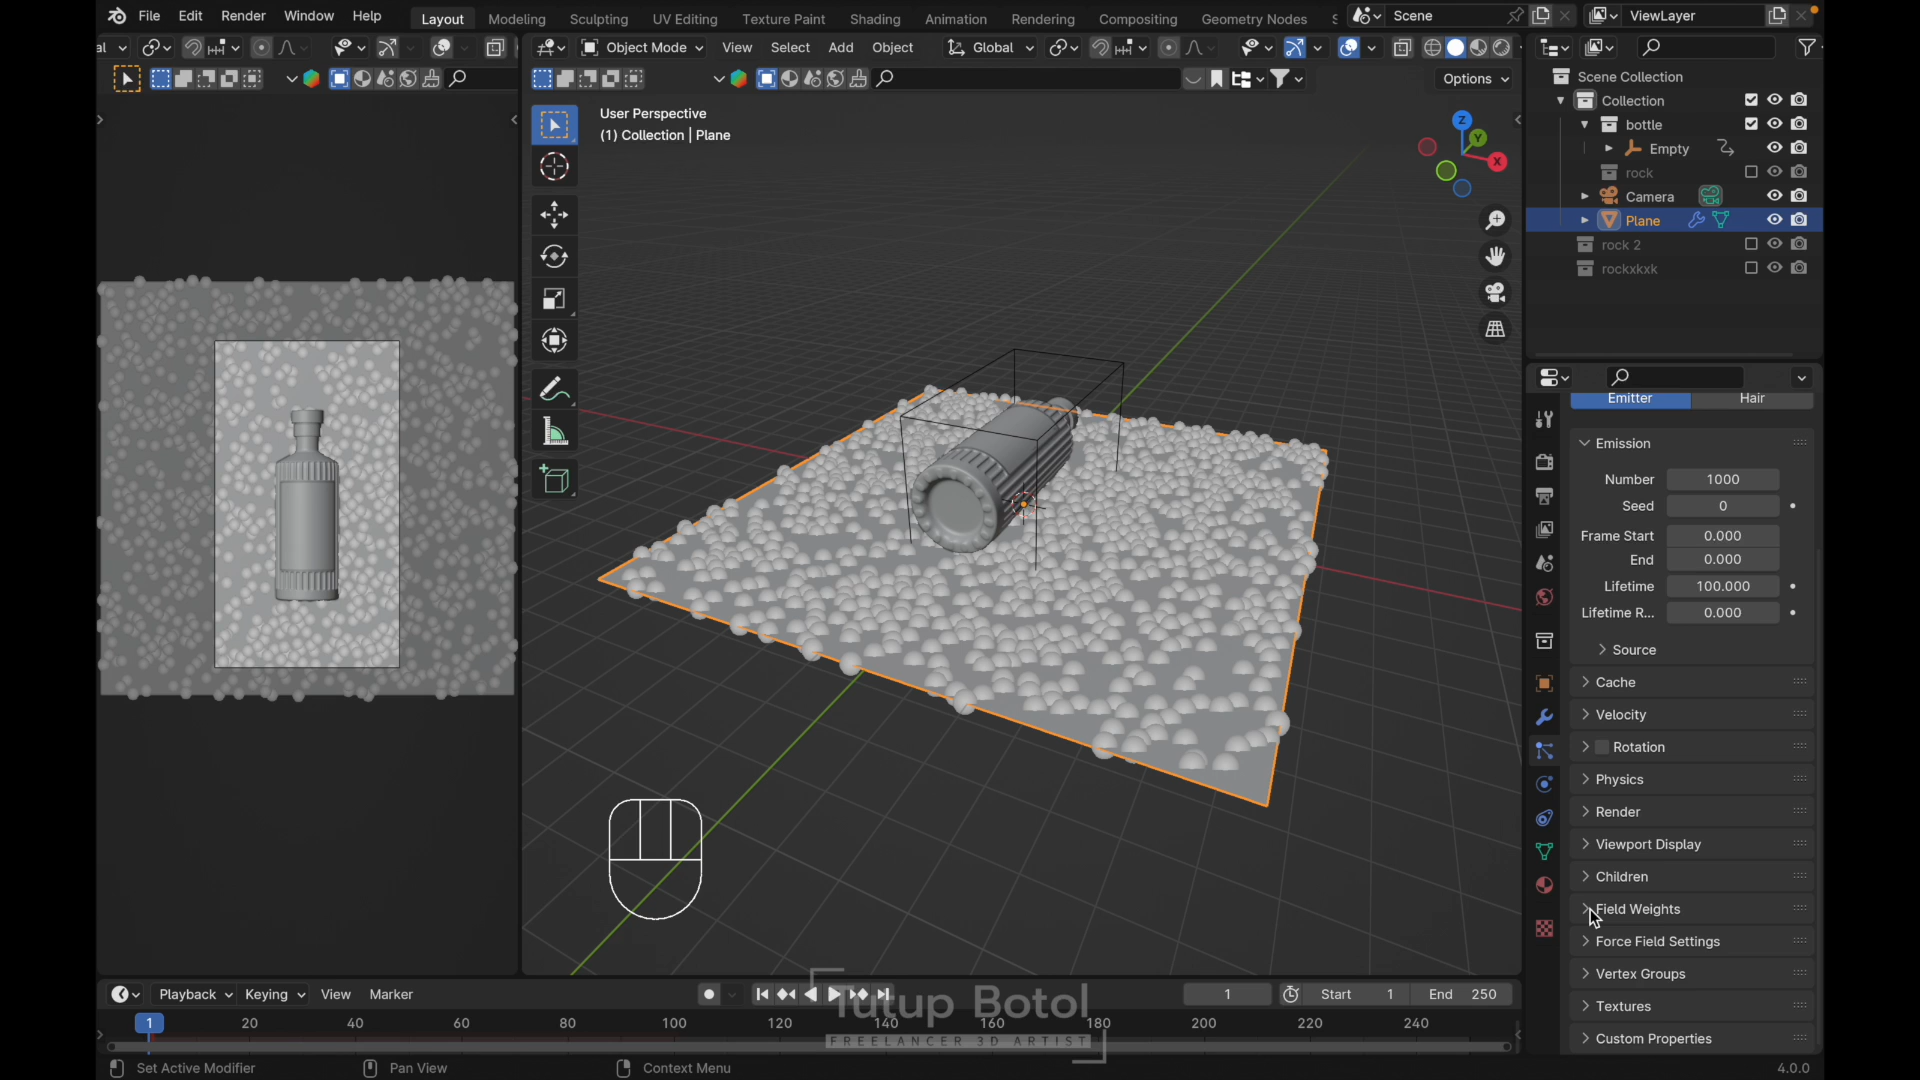 File Edit Render Window Help Layout Modeling Sculpting UV Editing Texture Paint Shading Animation Rendering Compositing Geometry Nodes Scene ViewLayer
al Object Mode View Select Add Object Global
Options
User Perspective
(1) Collection | Plane
Z
Y
X
Scene Collection
Collection
bottle
Empty
rock
Camera
Plane
rock 2
rockxkxk
Emitter Hair
Emission
Number 1000
Seed 0
Frame Start 0.000
End 0.000
Lifetime 100.000
Lifetime R... 0.000
Source
Cache
Velocity
Rotation
Physics
Render
Viewport Display
Children
Field Weights
Force Field Settings
Vertex Groups
Textures
Custom Properties
Playback Keying View Marker 1 Start 1 End 250
Tutup Botol
1 20 40 60 80 100 120 140 160 180 200 220 240
FREELANCER 3D ARTIST
Set Active Modifier Pan View Context Menu 4.0.0